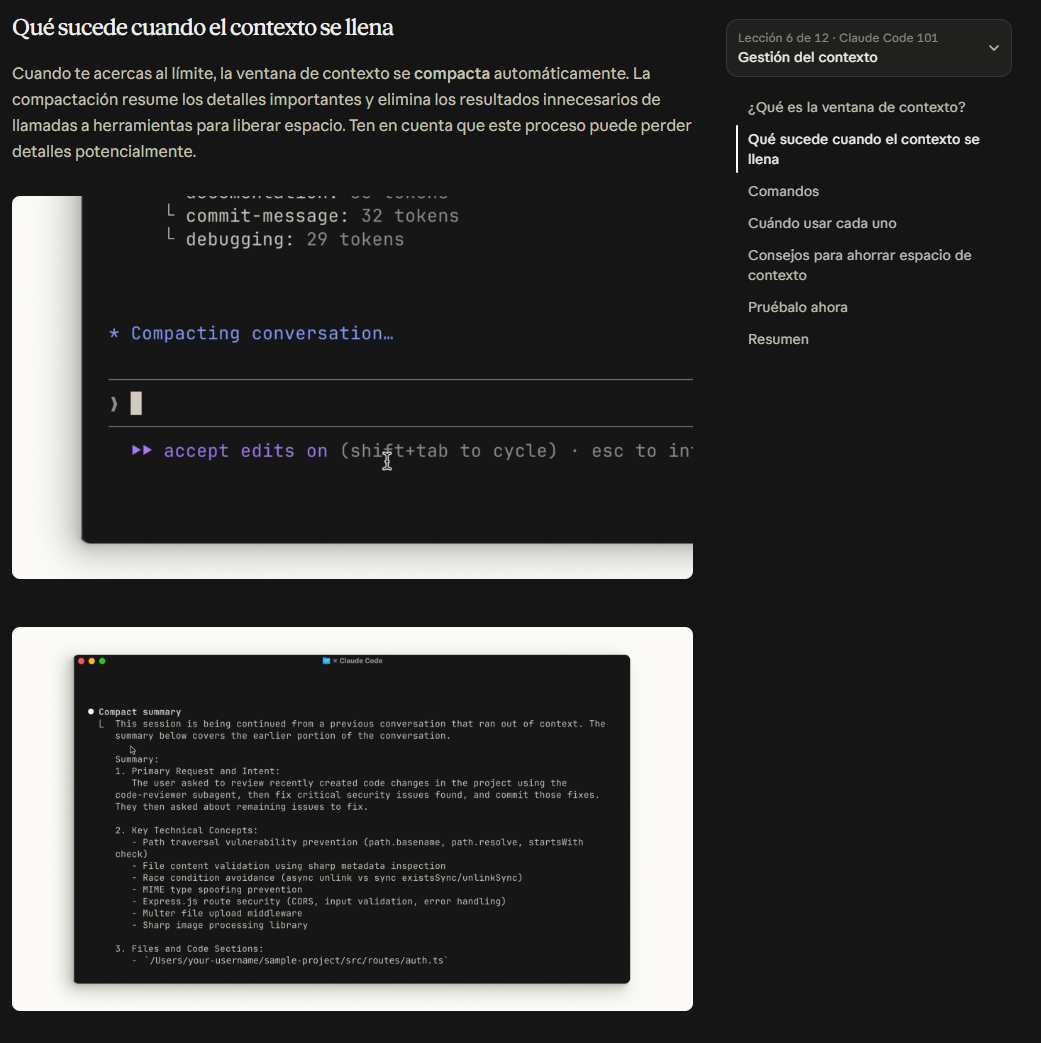 Qué sucede cuando el contexto se llena
Cuando te acercas al límite, la ventana de contexto se compacta automáticamente. La
compactación resume los detalles importantes y elimina los resultados innecesarios de
llamadas a herramientas para liberar espacio. Ten en cuenta que este proceso puede perder
detalles potencialmente.
└ commit-message: 32 tokens
└ debugging: 29 tokens
* Compacting conversation…
❯
⏵⏵ accept edits on (shift+tab to cycle) · esc to
Claude Code
● Compact summary
└ This session is being continued from a previous conversation that ran out of context. The
summary below covers the earlier portion of the conversation.
Summary:
1. Primary Request and Intent:
The user asked to review recently created code changes in the project using the
code-reviewer subagent, then fix critical security issues found, and commit those fixes.
They then asked about remaining issues to fix.
2. Key Technical Concepts:
- Path traversal vulnerability prevention (path.basename, path.resolve, startsWith
check)
- File content validation using sharp metadata inspection
- Race condition avoidance (async unlink vs sync existsSync/unlinkSync)
- MIME type spoofing prevention
- Express.js route security (CORS, input validation, error handling)
- Multer file upload middleware
- Sharp image processing library
3. Files and Code Sections:
- `/Users/your-username/sample-project/src/routes/auth.ts`
Lección 6 de 12 · Claude Code 101
Gestión del contexto
¿Qué es la ventana de contexto?
Qué sucede cuando el contexto se
llena
Comandos
Cuándo usar cada uno
Consejos para ahorrar espacio de
contexto
Pruébalo ahora
Resumen